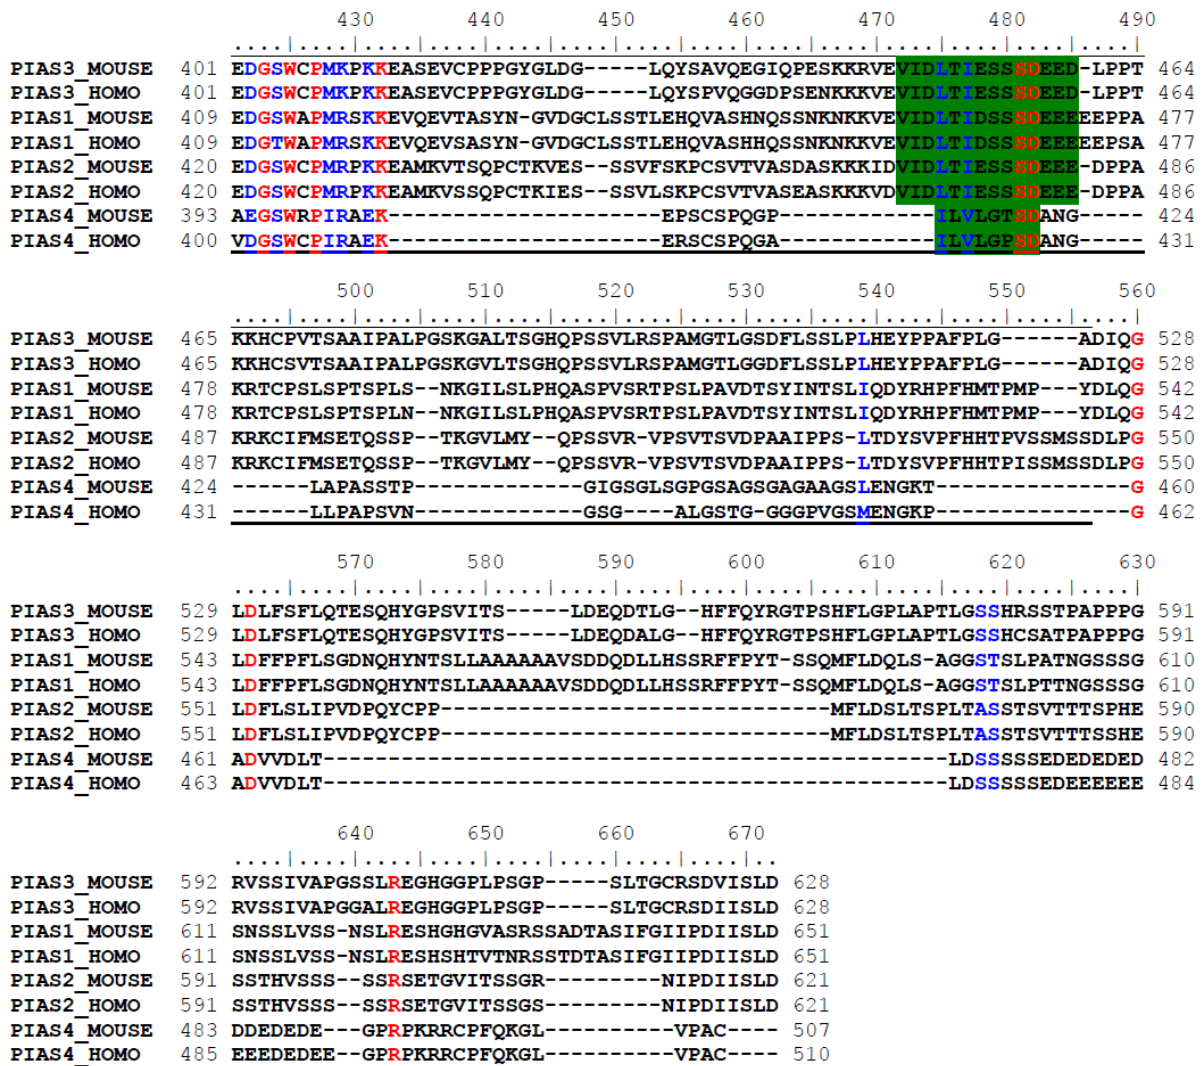 430 440 450 460 470 480 490
....|....|....|....|....|....|....|....|....|....|....|....|....|....|
PIAS3_MOUSE 401 EDGSWCPMKPKKEASEVCPPPGYGLDG-----LQYSAVQEGIQPESKKRVEVIDLTIESSSDEED-LPPT 464
PIAS3_HOMO 401 EDGSWCPMKPKKEASEVCPPPGYGLDG-----LQYSPVQGGDPSENKKKVEVIDLTIESSSDEED-LPPT 464
PIAS1_MOUSE 409 EDGSWAPMRSKKEVQEVTASYN-GVDGCLSSTLEHQVASHNQSSNKNKKVEVIDLTIDSSSDEEEEEPPA 477
PIAS1_HOMO 409 EDGTWAPMRSKKEVQEVSASYN-GVDGCLSSTLEHQVASHHQSSNKNKKVEVIDLTIDSSSDEEEEEPSA 477
PIAS2_MOUSE 420 EDGSWCPMRPKKEAMKVTSQPCTKVES--SSVFSKPCSVTVASDASKKKIDVIDLTIESSSDEEE-DPPA 486
PIAS2_HOMO 420 EDGSWCPMRPKKEAMKVSSQPCTKIES--SSVLSKPCSVTVASEASKKKVDVIDLTIESSSDEEE-DPPA 486
PIAS4_MOUSE 393 AEGSWRPIRAEK---------------------EPSCSPQGP------------ILVLGTSDANG----- 424
PIAS4_HOMO 400 VDGSWCPIRAEK---------------------ERSCSPQGA------------ILVLGPSDANG----- 431
500 510 520 530 540 550 560
....|....|....|....|....|....|....|....|....|....|....|....|....|....|
PIAS3_MOUSE 465 KKHCPVTSAAIPALPGSKGALTSGHQPSSVLRSPAMGTLGSDFLSSLPLHEYPPAFPLG------ADIQG 528
PIAS3_HOMO 465 KKHCSVTSAAIPALPGSKGVLTSGHQPSSVLRSPAMGTLGGDFLSSLPLHEYPPAFPLG------ADIQG 528
PIAS1_MOUSE 478 KRTCPSLSPTSPLS--NKGILSLPHQASPVSRTPSLPAVDTSYINTSLIQDYRHPFHMTPMP---YDLQG 542
PIAS1_HOMO 478 KRTCPSLSPTSPLN--NKGILSLPHQASPVSRTPSLPAVDTSYINTSLIQDYRHPFHMTPMP---YDLQG 542
PIAS2_MOUSE 487 KRKCIFMSETQSSP--TKGVLMY--QPSSVR-VPSVTSVDPAAIPPS-LTDYSVPFHHTPVSSMSSDLPG 550
PIAS2_HOMO 487 KRKCIFMSETQSSP--TKGVLMY--QPSSVR-VPSVTSVDPAAIPPS-LTDYSVPFHHTPISSMSSDLPG 550
PIAS4_MOUSE 424 ------LAPASSTP-------------GIGSGLSGPGSAGSGAGAAGSLENGKT---------------G 460
PIAS4_HOMO 431 ------LLPAPSVN-------------GSG----ALGSTG-GGGPVGSMENGKP---------------G 462
570 580 590 600 610 620 630
....|....|....|....|....|....|....|....|....|....|....|....|....|....|
PIAS3_MOUSE 529 LDLFSFLQTESQHYGPSVITS-----LDEQDTLG--HFFQYRGTPSHFLGPLAPTLGSSHRSSTPAPPPG 591
PIAS3_HOMO 529 LDLFSFLQTESQHYGPSVITS-----LDEQDALG--HFFQYRGTPSHFLGPLAPTLGSSHCSATPAPPPG 591
PIAS1_MOUSE 543 LDFFPFLSGDNQHYNTSLLAAAAAAVSDDQDLLHSSRFFPYT-SSQMFLDQLS-AGGSTSLPATNGSSSG 610
PIAS1_HOMO 543 LDFFPFLSGDNQHYNTSLLAAAAAAVSDDQDLLHSSRFFPYT-SSQMFLDQLS-AGGSTSLPTTNGSSSG 610
PIAS2_MOUSE 551 LDFLSLIPVDPQYCPP------------------------------MFLDSLTSPLTASSTSVTTTSPHE 590
PIAS2_HOMO 551 LDFLSLIPVDPQYCPP------------------------------MFLDSLTSPLTASSTSVTTTSSHE 590
PIAS4_MOUSE 461 ADVVDLT------------------------------------------------LDSSSSSEDEDEDED 482
PIAS4_HOMO 463 ADVVDLT------------------------------------------------LDSSSSSEDEEEEEE 484
640 650 660 670
....|....|....|....|....|....|....|....|..
PIAS3_MOUSE 592 RVSSIVAPGSSLREGHGGPLPSGP-----SLTGCRSDVISLD 628
PIAS3_HOMO 592 RVSSIVAPGGALREGHGGPLPSGP-----SLTGCRSDIISLD 628
PIAS1_MOUSE 611 SNSSLVSS-NSLRESHGHGVASRSSADTASIFGIIPDIISLD 651
PIAS1_HOMO 611 SNSSLVSS-NSLRESHSHTVTNRSSTDTASIFGIIPDIISLD 651
PIAS2_MOUSE 591 SSTHVSSS--SSRSETGVITSSGR---------NIPDIISLD 621
PIAS2_HOMO 591 SSTHVSSS--SSRSETGVITSSGS---------NIPDIISLD 621
PIAS4_MOUSE 483 DDEDEDE---GPRPKRRCPFQKGL----------VPAC---- 507
PIAS4_HOMO 485 EEEDEDEE--GPRPKRRCPFQKGL----------VPAC---- 510